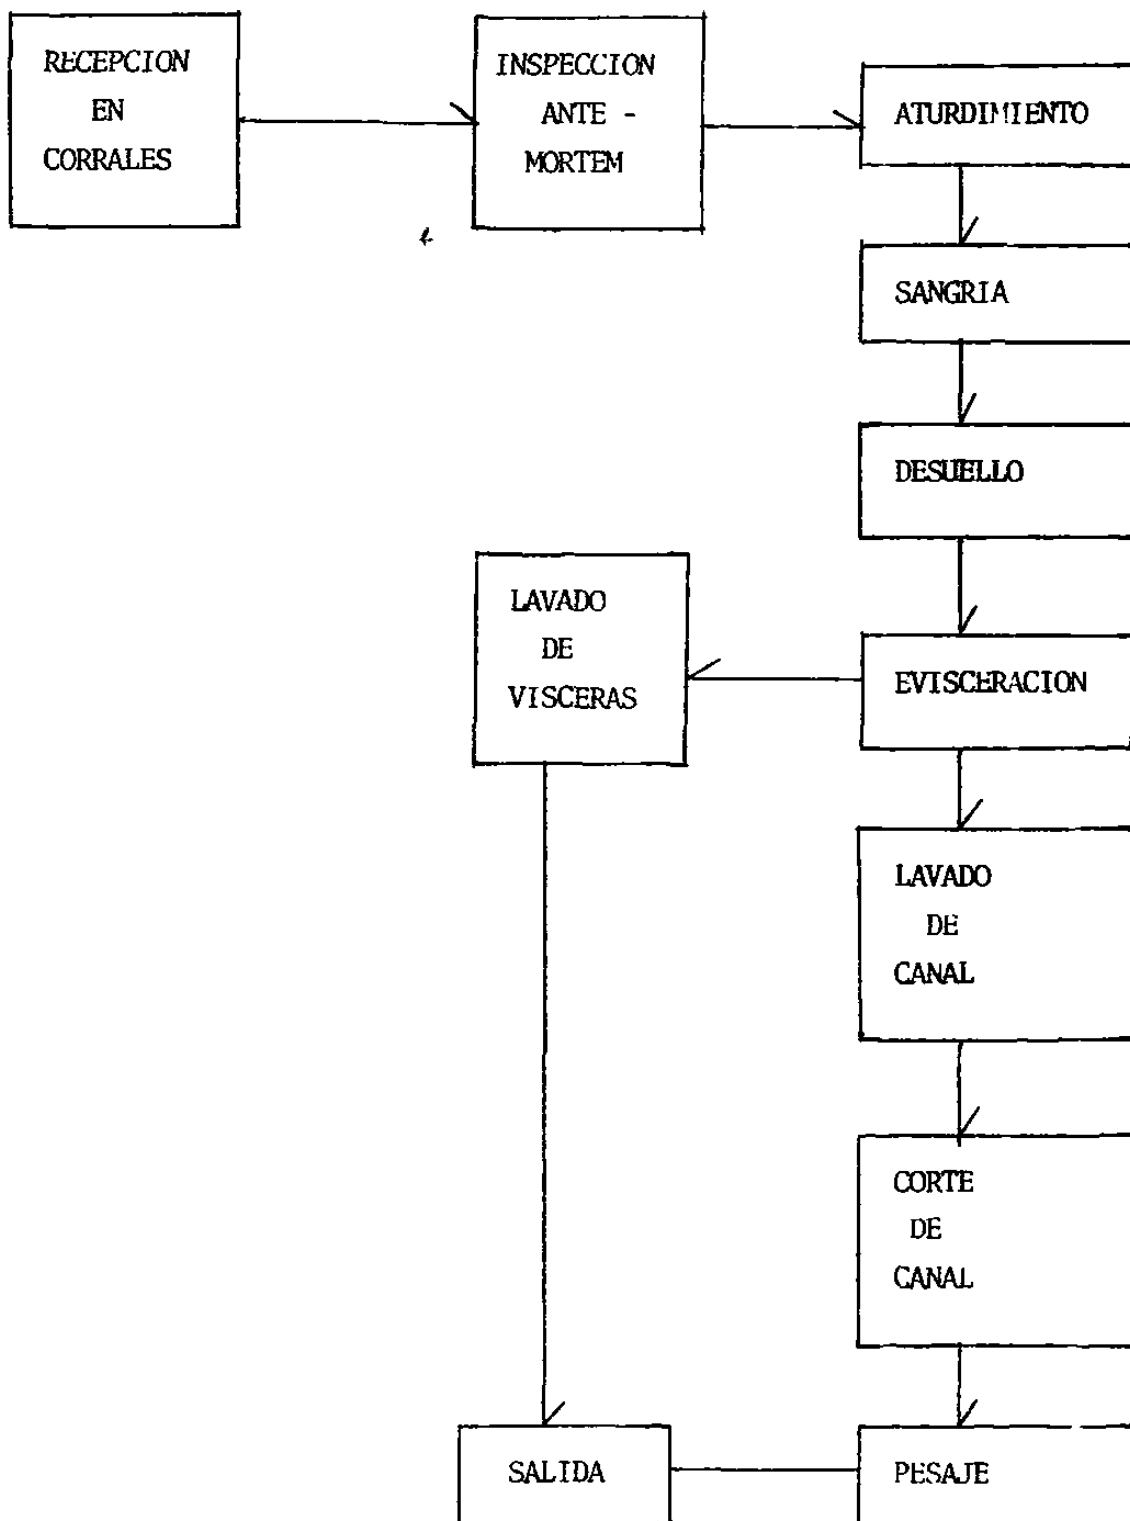 RECEPCION
EN
CORRALES
INSPECCION
ANTE -
MORTEM
ATURDIMIENTO
SANGRIA
DESUELLO
LAVADO
DE
VISCERAS
EVISCERACION
LAVADO
DE
CANAL
CORTE
DE
CANAL
SALIDA
PESAJE